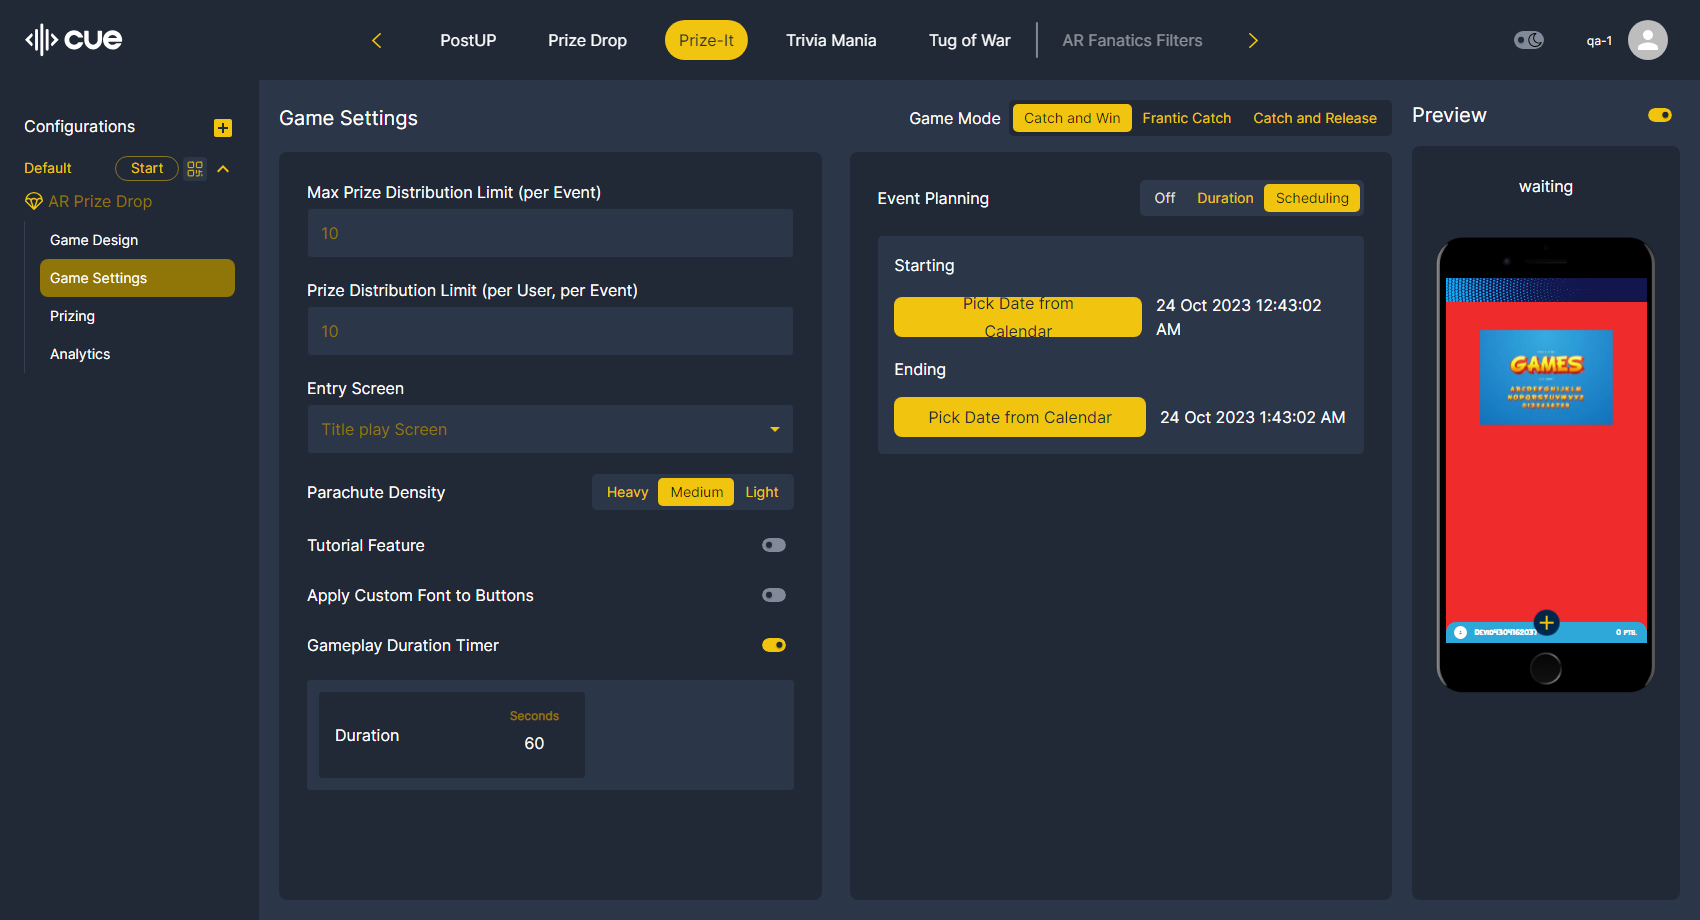 cue
PostUP
Prize Drop
Prize-It
Trivia Mania
Tug of War
AR Fanatics Filters
qa-1
Configurations
Default
Start
AR Prize Drop
Game Design
Game Settings
Prizing
Analytics
Game Settings
Game Mode
Catch and Win
Frantic Catch
Catch and Release
Max Prize Distribution Limit (per Event)
10
Prize Distribution Limit (per User, per Event)
10
Entry Screen
Title play Screen
Parachute Density
Heavy
Medium
Light
Tutorial Feature
Apply Custom Font to Buttons
Gameplay Duration Timer
Duration
Seconds
60
Event Planning
Off
Duration
Scheduling
Starting
Pick Date from
Calendar
24 Oct 2023 12:43:02
AM
Ending
Pick Date from Calendar
24 Oct 2023 1:43:02 AM
Preview
waiting
GAMES
ABCDEFGHIJKLM
NOPQRSTUVWXYZ
0 PTS.